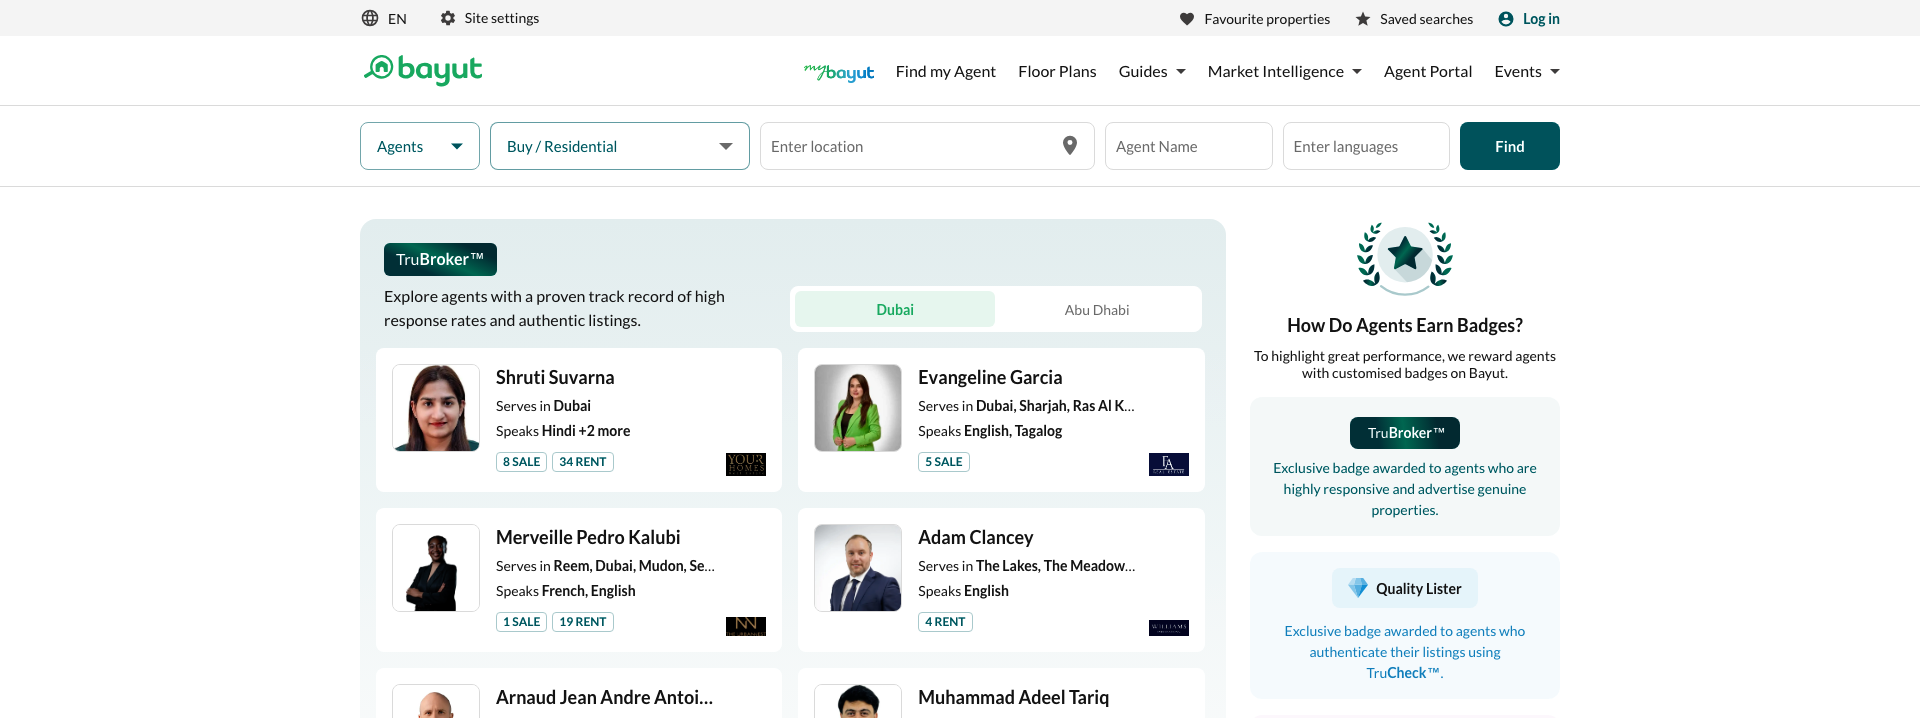 EN
Site settings
Favourite properties
Saved searches
Log in
bayut
mybayut
Find my Agent
Floor Plans
Guides
Market Intelligence
Agent Portal
Events
Agents
Buy / Residential
Enter location
Agent Name
Enter languages
Find
TruBroker™
Explore agents with a proven track record of high
response rates and authentic listings.
Dubai
Abu Dhabi
Shruti Suvarna
Serves in Dubai
Speaks Hindi +2 more
8 SALE
34 RENT
YOUR
HOMES
Evangeline Garcia
Serves in Dubai, Sharjah, Ras Al K...
Speaks English, Tagalog
5 SALE
Merveille Pedro Kalubi
Serves in Reem, Dubai, Mudon, Se...
Speaks French, English
1 SALE
19 RENT
Adam Clancey
Serves in The Lakes, The Meadow...
Speaks English
4 RENT
WILLIAMS
Arnaud Jean Andre Antoi...
Muhammad Adeel Tariq
How Do Agents Earn Badges?
To highlight great performance, we reward agents
with customised badges on Bayut.
TruBroker™
Exclusive badge awarded to agents who are
highly responsive and advertise genuine
properties.
Quality Lister
Exclusive badge awarded to agents who
authenticate their listings using
TruCheck™.